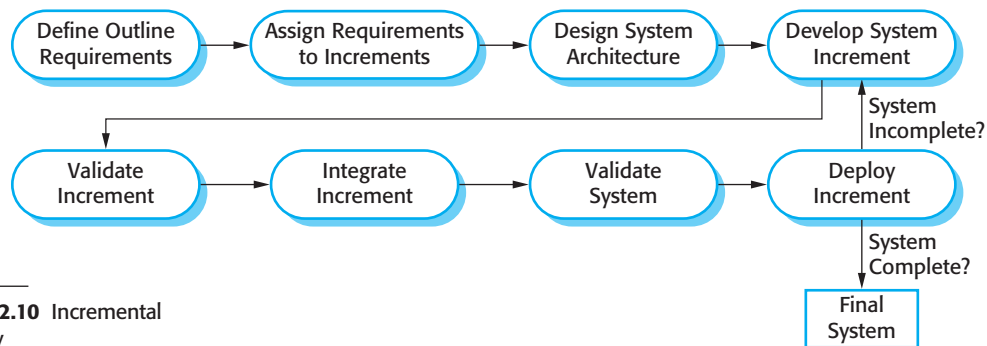 Define Outline
Requirements
Assign Requirements
to Increments
Design System
Architecture
Develop System
Increment
System
Incomplete?
Validate
Increment
Integrate
Increment
Validate
System
Deploy
Increment
System
Complete?
2.10 Incremental
Final
System